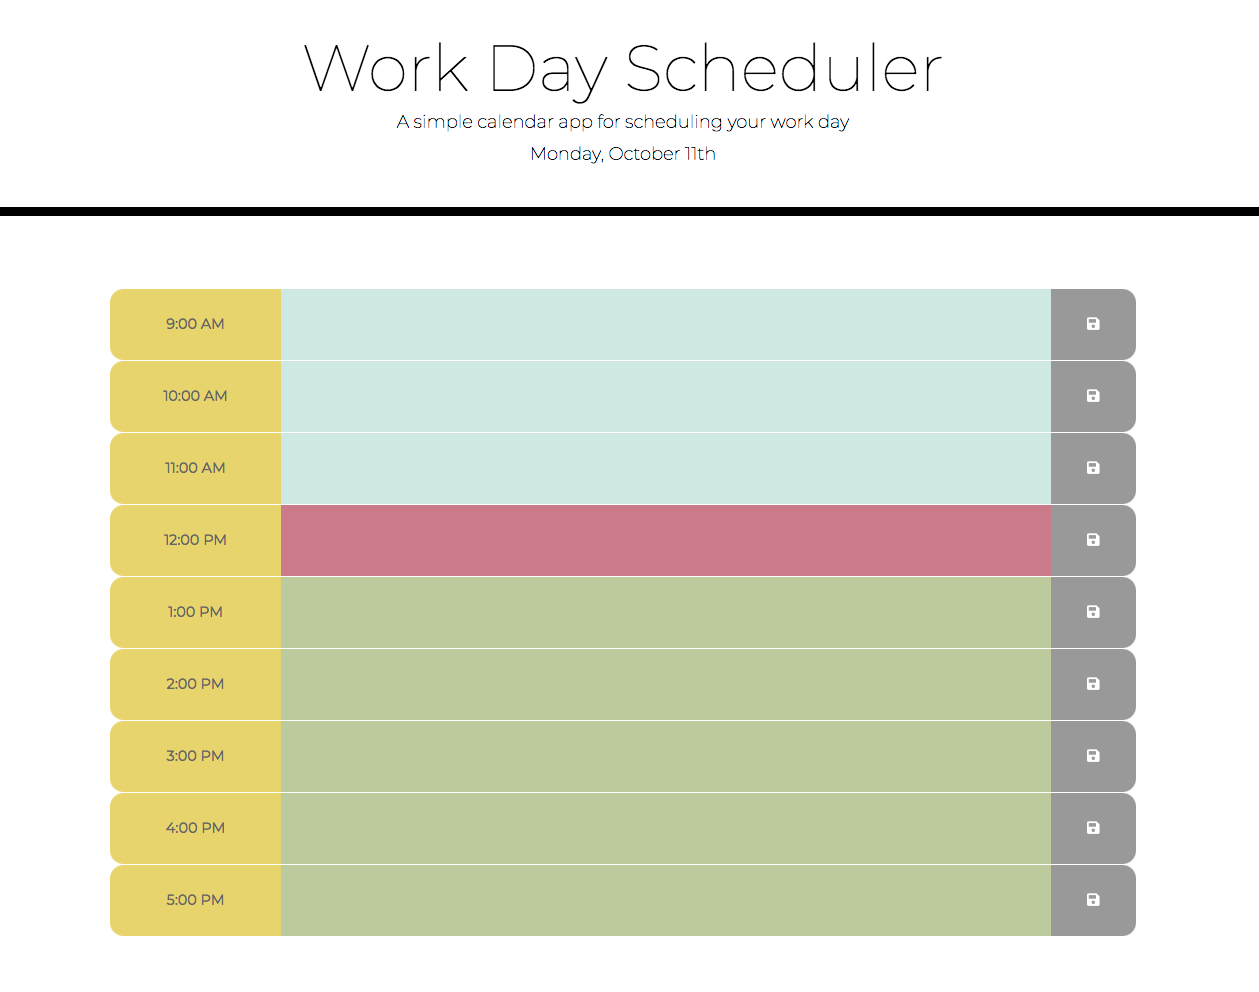 Work Day Scheduler
A simple calendar app for scheduling your work day
Monday, October 11th
9:00 AM
10:00 AM
11:00 AM
12:00 PM
1:00 PM
2:00 PM
3:00 PM
4:00 PM
5:00 PM